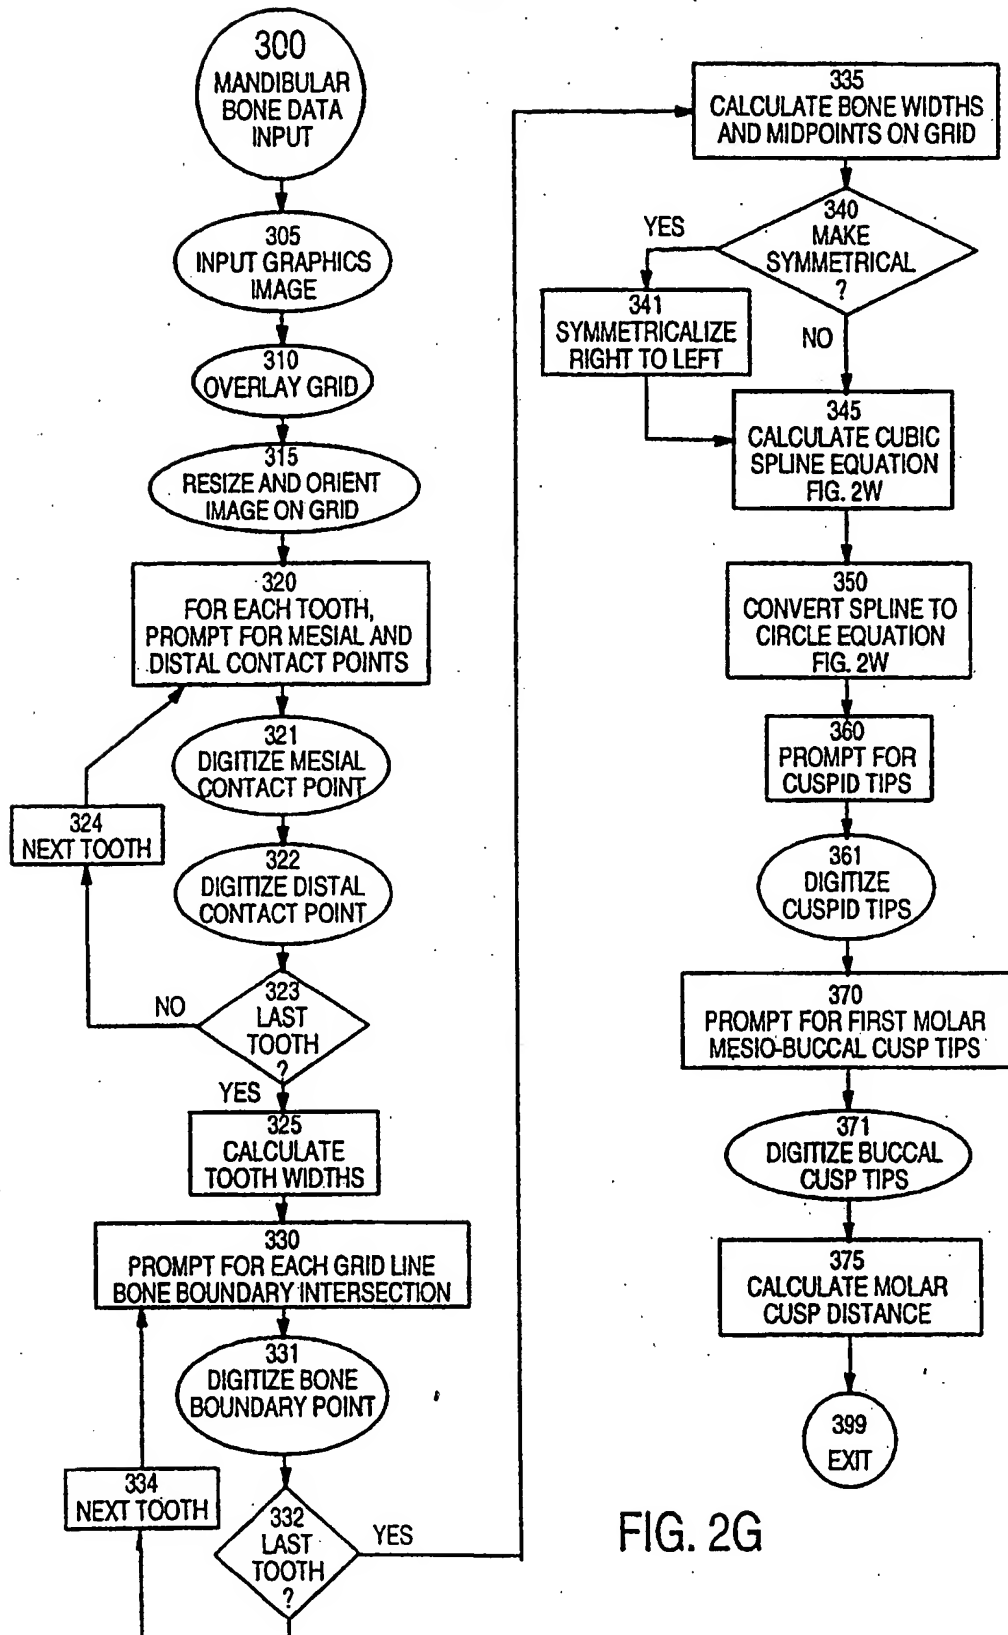 300
MANDIBULAR
BONE DATA
INPUT
305
INPUT GRAPHICS
IMAGE
310
OVERLAY GRID
315
RESIZE AND ORIENT
IMAGE ON GRID
320
FOR EACH TOOTH,
PROMPT FOR MESIAL AND
DISTAL CONTACT POINTS
321
DIGITIZE MESIAL
CONTACT POINT
324
NEXT TOOTH
322
DIGITIZE DISTAL
CONTACT POINT
NO
323
LAST
TOOTH
?
YES
325
CALCULATE
TOOTH WIDTHS
330
PROMPT FOR EACH GRID LINE
BONE BOUNDARY INTERSECTION
331
DIGITIZE BONE
BOUNDARY POINT
334
NEXT TOOTH
332
LAST
TOOTH
?
YES
335
CALCULATE BONE WIDTHS
AND MIDPOINTS ON GRID
340
MAKE
SYMMETRICAL
?
YES
341
SYMMETRICALIZE
RIGHT TO LEFT
NO
345
CALCULATE CUBIC
SPLINE EQUATION
FIG. 2W
350
CONVERT SPLINE TO
CIRCLE EQUATION
FIG. 2W
360
PROMPT FOR
CUSPID TIPS
361
DIGITIZE
CUSPID TIPS
370
PROMPT FOR FIRST MOLAR
MESIO-BUCCAL CUSP TIPS
371
DIGITIZE BUCCAL
CUSP TIPS
375
CALCULATE MOLAR
CUSP DISTANCE
399
EXIT
FIG. 2G